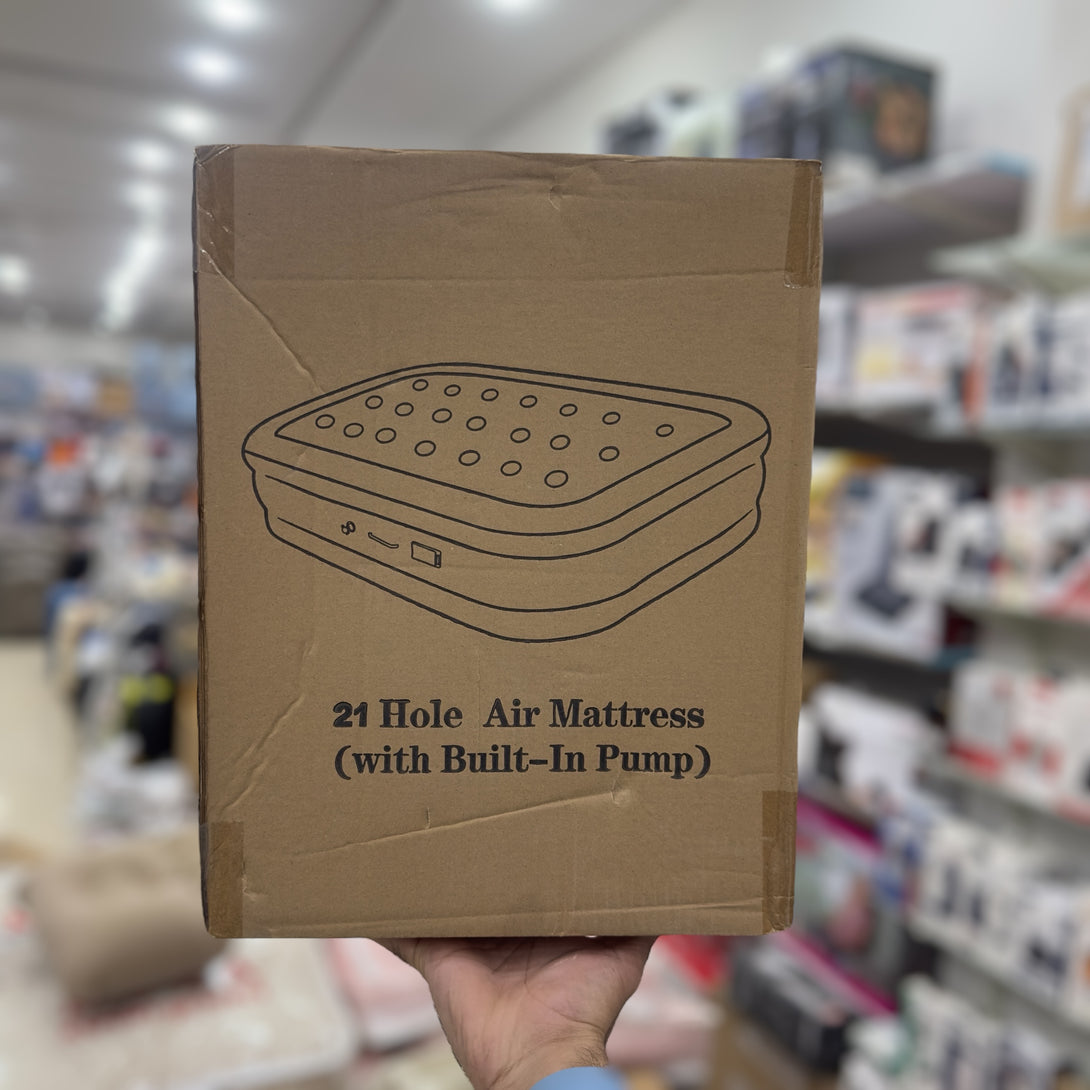 21 Hole Air Mattress
(with Built-In Pump)